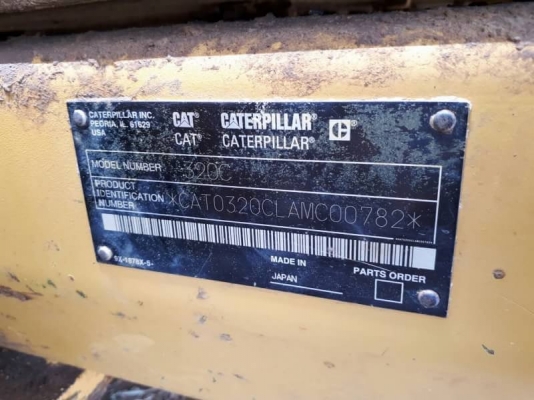 CATERPILLAR INC.
PEORIA, IL 61629
USA
CAT® CATERPILLAR®
CAT® CATERPILLAR®
MODEL NUMBER 320C
PRODUCT
IDENTIFICATION
NUMBER *CAT0320CLAMC00782*
MADE IN
JAPAN
PARTS ORDER